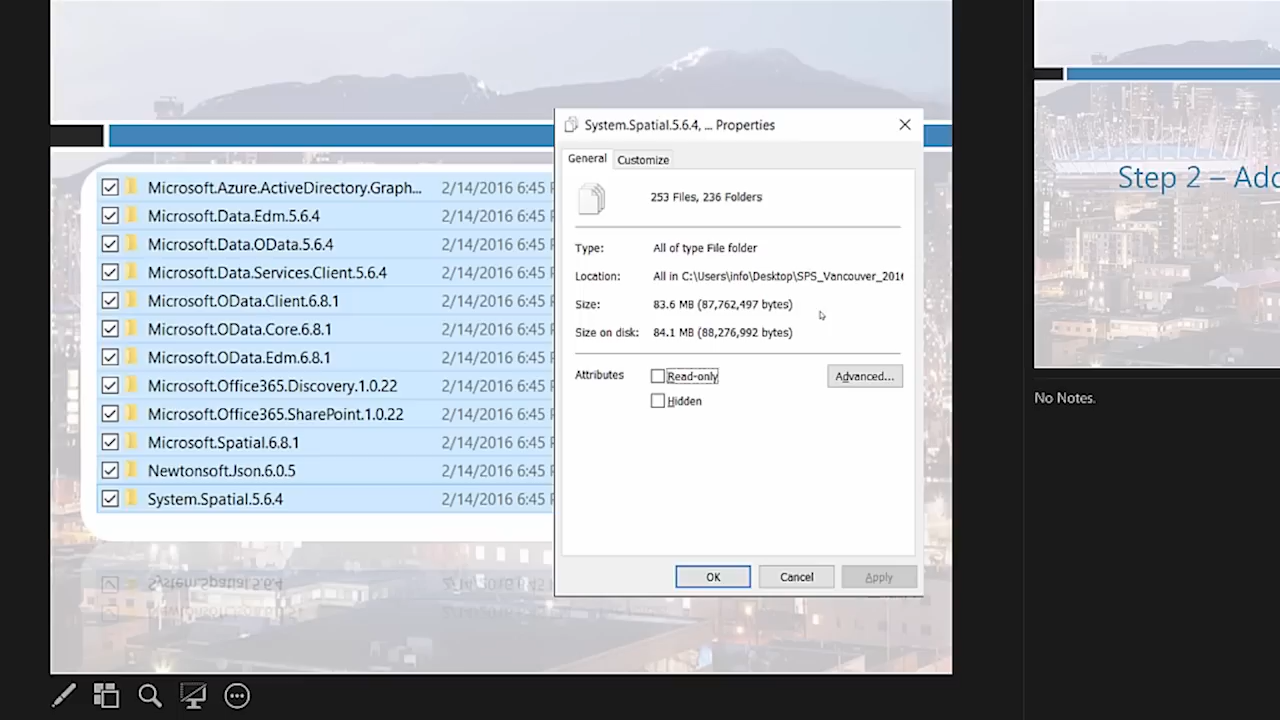 System.Spatial.5.6.4, ... Properties
General
Customize
253 Files, 236 Folders
Type: All of type File folder
Location: All in C:\Users\info\Desktop\SPS_Vancouver_2016
Size: 83.6 MB (87,762,497 bytes)
Size on disk: 84.1 MB (88,276,992 bytes)
Attributes
Read-only
Advanced...
Hidden
OK
Cancel
Apply
Microsoft.Azure.ActiveDirectory.Graph... 2/14/2016 6:45 P
Microsoft.Data.Edm.5.6.4 2/14/2016 6:45 P
Microsoft.Data.OData.5.6.4 2/14/2016 6:45 P
Microsoft.Data.Services.Client.5.6.4 2/14/2016 6:45 P
Microsoft.OData.Client.6.8.1 2/14/2016 6:45 P
Microsoft.OData.Core.6.8.1 2/14/2016 6:45 P
Microsoft.OData.Edm.6.8.1 2/14/2016 6:45 P
Microsoft.Office365.Discovery.1.0.22 2/14/2016 6:45 P
Microsoft.Office365.SharePoint.1.0.22 2/14/2016 6:45 P
Microsoft.Spatial.6.8.1 2/14/2016 6:45 P
Newtonsoft.Json.6.0.5 2/14/2016 6:45 P
System.Spatial.5.6.4 2/14/2016 6:45 P
Step 2 – Add
No Notes.